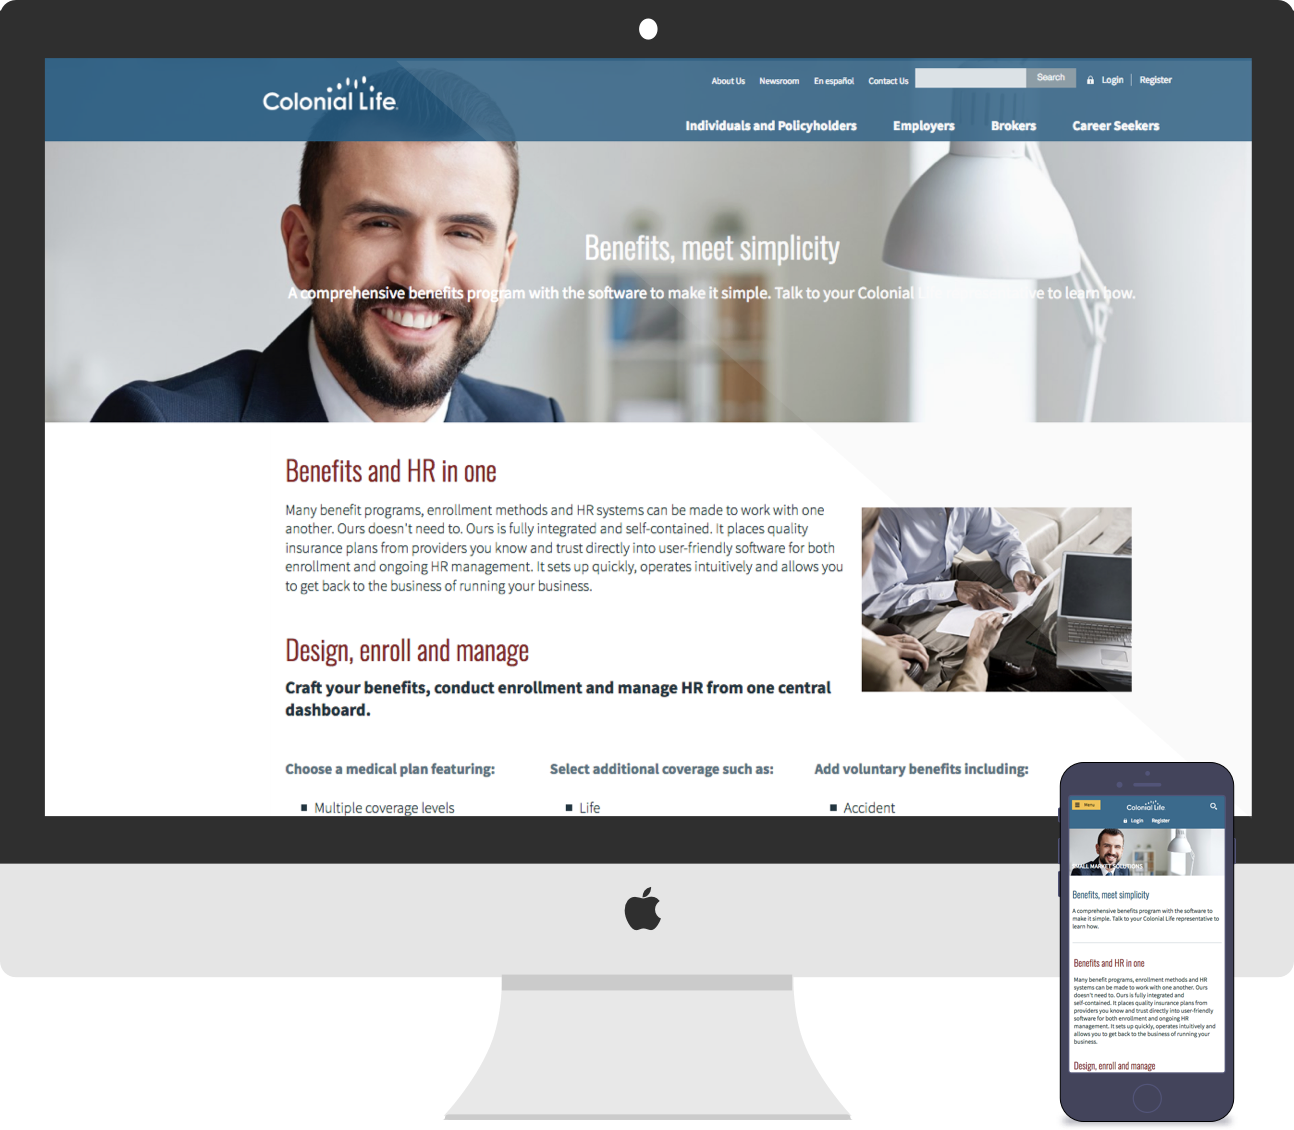 About Us Newsroom En español Contact Us Search Login Register
Colonial Life.
Individuals and Policyholders Employers Brokers Career Seekers
Benefits, meet simplicity
A comprehensive benefits program with the software to make it simple. Talk to your Colonial to learn how.
Benefits and HR in one
Many benefit programs, enrollment methods and HR systems can be made to work with one
another. Ours doesn't need to. Ours is fully integrated and self-contained. It places quality
insurance plans from providers you know and trust directly into user-friendly software for both
enrollment and ongoing HR management. It sets up quickly, operates intuitively and allows you
to get back to the business of running your business.
Design, enroll and manage
Craft your benefits, conduct enrollment and manage HR from one central
dashboard.
Choose a medical plan featuring: Select additional coverage such as: Add voluntary benefits including:
Multiple coverage levels Life Accident
Menu Colonial Life
Login Register
SMALL MARKET SOLUTIONS
Benefits, meet simplicity
A comprehensive benefits program with the software to
make it simple. Talk to your Colonial Life representative to
learn how.
Benefits and HR in one
Many benefit programs, enrollment methods and HR
systems can be made to work with one another. Ours
doesn't need to. Ours is fully integrated and
self-contained. It places quality insurance plans from
providers you know and trust directly into user-friendly
software for both enrollment and ongoing HR
management. It sets up quickly, operates intuitively and
allows you to get back to the business of running your
business.
Design, enroll and manage